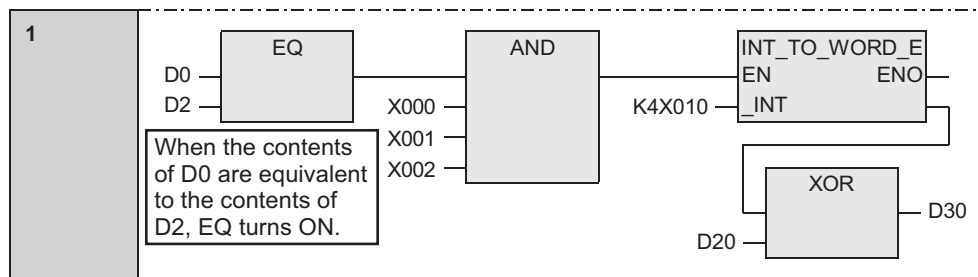 1
EQ
D0
D2
When the contents
of D0 are equivalent
to the contents of
D2, EQ turns ON.
AND
X000
X001
X002
INT_TO_WORD_E
EN ENO
K4X010 _INT
XOR
D20
D30